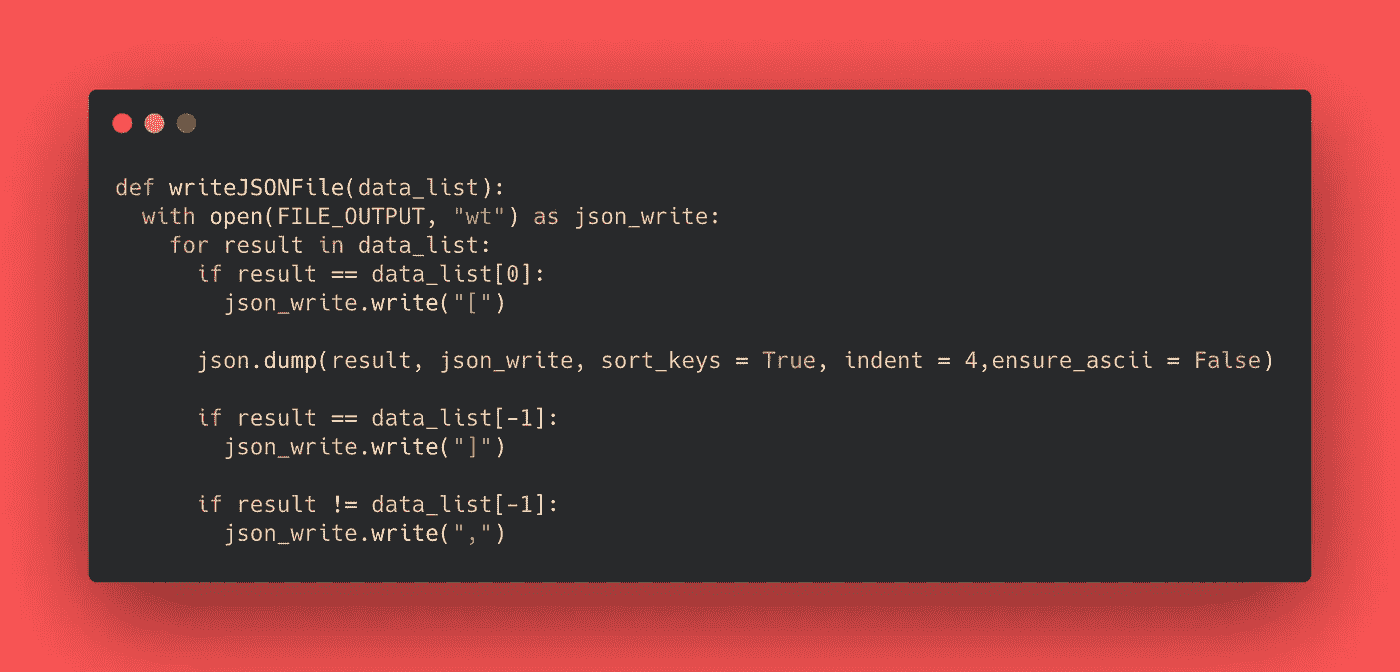 def writeJSONFile(data_list):
  with open(FILE_OUTPUT, "wt") as json_write:
    for result in data_list:
      if result == data_list[0]:
        json_write.write("[")

      json.dump(result, json_write, sort_keys = True, indent = 4,ensure_ascii = False)

      if result == data_list[-1]:
        json_write.write("]")

      if result != data_list[-1]:
        json_write.write(",")